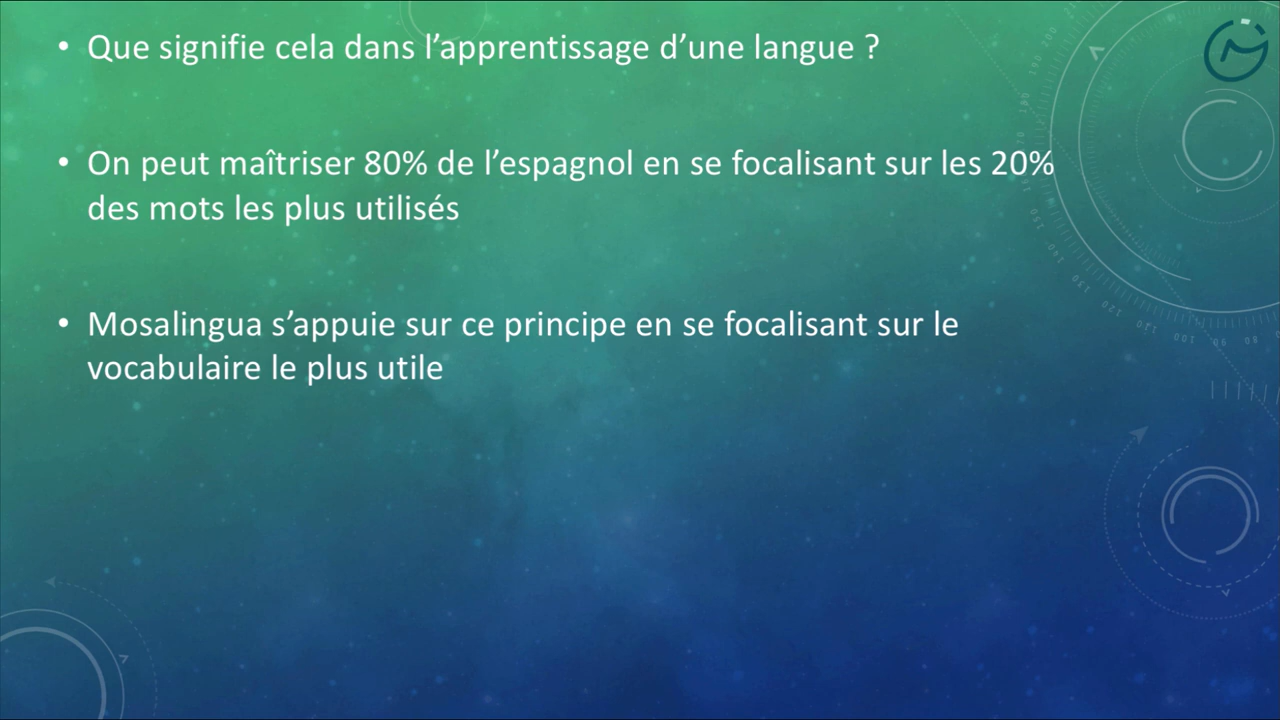 • Que signifie cela dans l’apprentissage d’une langue ?
• On peut maîtriser 80% de l’espagnol en se focalisant sur les 20%
des mots les plus utilisés
• Mosalingua s’appuie sur ce principe en se focalisant sur le
vocabulaire le plus utile